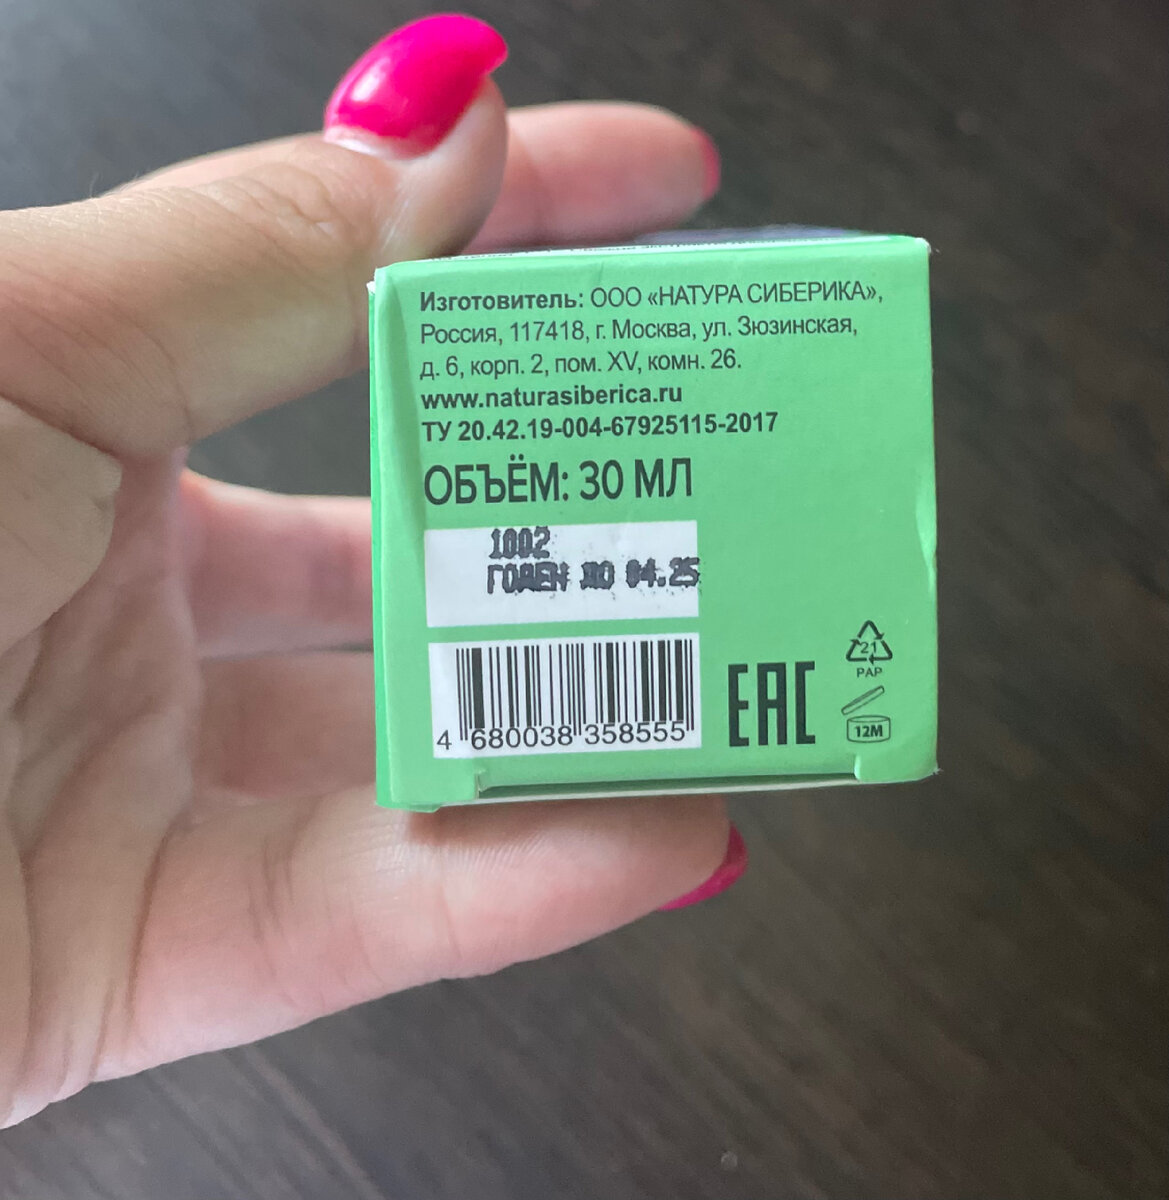 Изготовитель: ООО «НАТУРА СИБЕРИКА»,
Россия, 117418, г. Москва, ул. Зюзинская,
д. 6, корп. 2, пом. XV, комн. 26.
www.naturasiberica.ru
ТУ 20.42.19-004-67925115-2017
ОБЪЁМ: 30 МЛ
1002
ГОДЕН ДО 04.25
4 680038 358555
EAC
21
PAP
12M